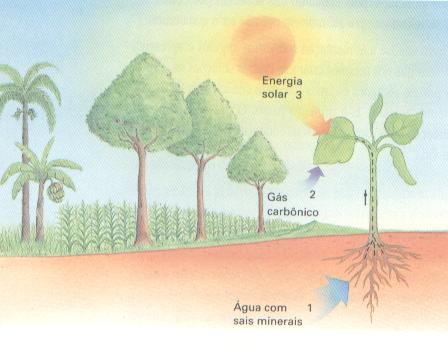 Energia
solar 3
Gás 2
carbônico
Água com 1
sais minerais